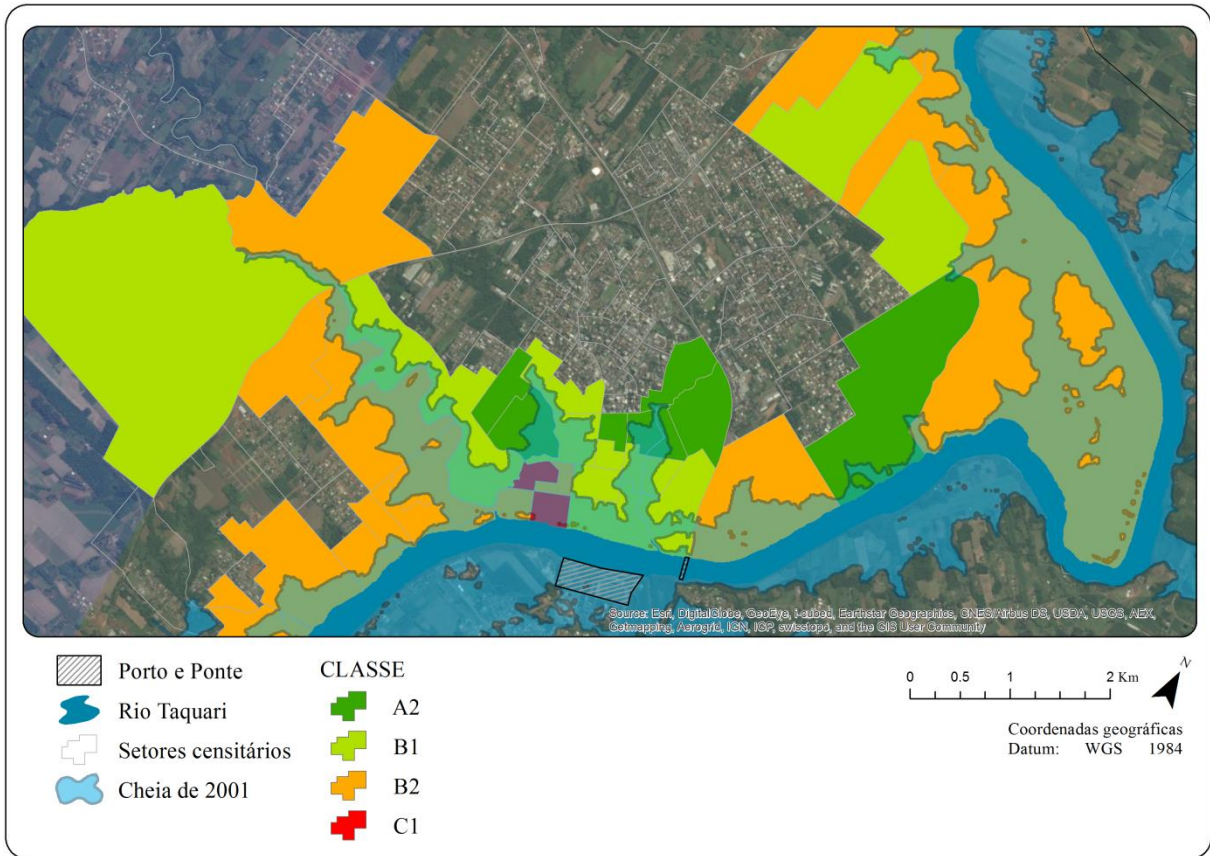 Source: Esri, DigitalGlobe, GeoEye, i-cubed, Earthstar Geographics, CNES/Airbus DS, USDA, USGS, AEX,
Getmapping, Aerogrid, IGN, IGP, swisstopo, and the GIS User Community
Porto e Ponte
Rio Taquari
Setores censitários
Cheia de 2001
CLASSE
A2
B1
B2
C1
0 0.5 1 2 Km
N
Coordenadas geográficas
Datum: WGS 1984